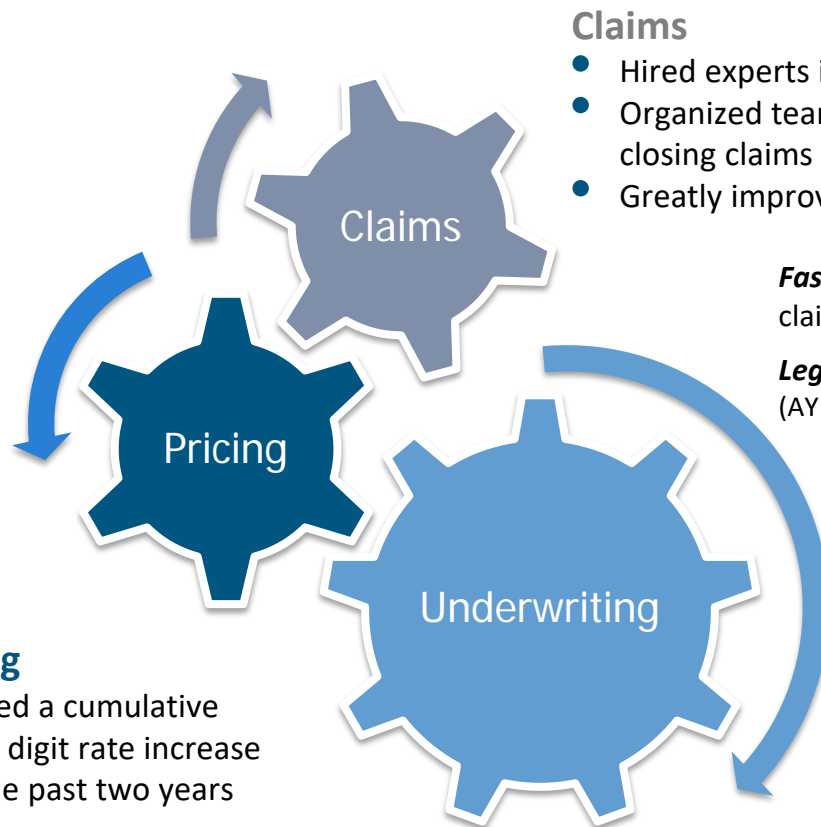 Claims
Hired experts i
Organized tear
closing claims
Greatly improv
Claims
Fas
clai
Leg
(AY
Pricing
Underwriting
g
ed a cumulative
digit rate increase
e past two years